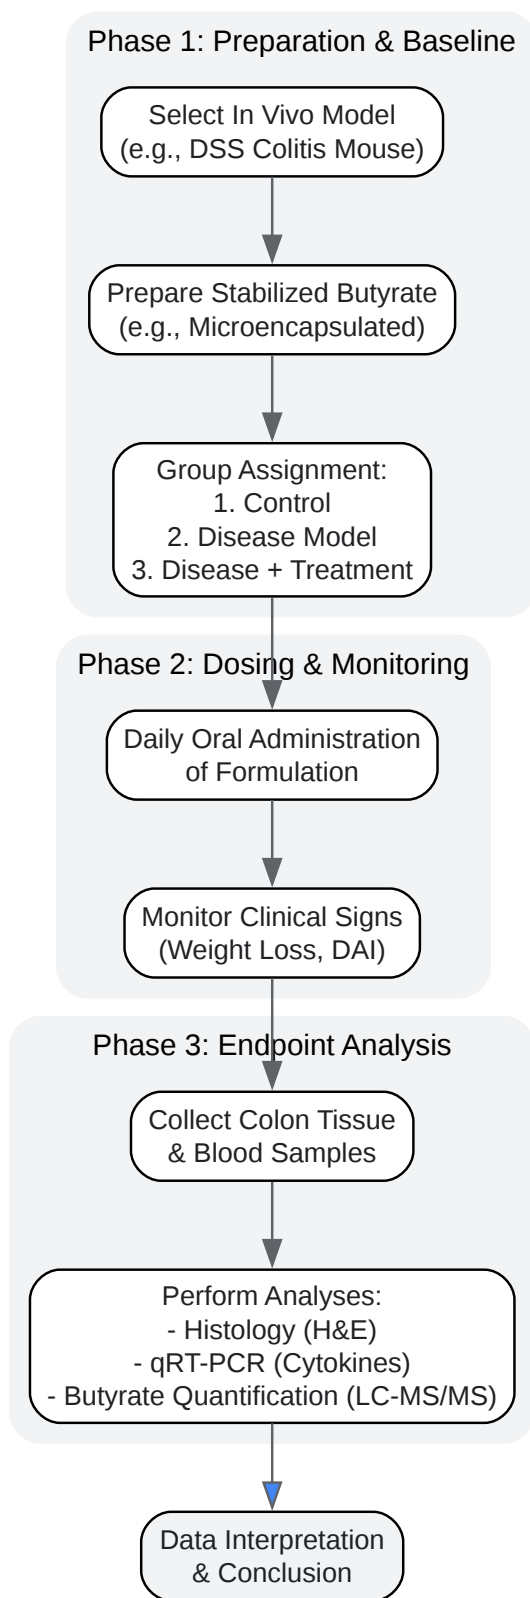 Phase 1: Preparation & Baseline
Select In Vivo Model
(e.g., DSS Colitis Mouse)
Prepare Stabilized Butyrate
(e.g., Microencapsulated)
Group Assignment:
1. Control
2. Disease Model
3. Disease + Treatment
Phase 2: Dosing & Monitoring
Daily Oral Administration
of Formulation
Monitor Clinical Signs
(Weight Loss, DAI)
Phase 3: Endpoint Analysis
Collect Colon Tissue
& Blood Samples
Perform Analyses:
- Histology (H&E)
- qRT-PCR (Cytokines)
- Butyrate Quantification (LC-MS/MS)
Data Interpretation
& Conclusion